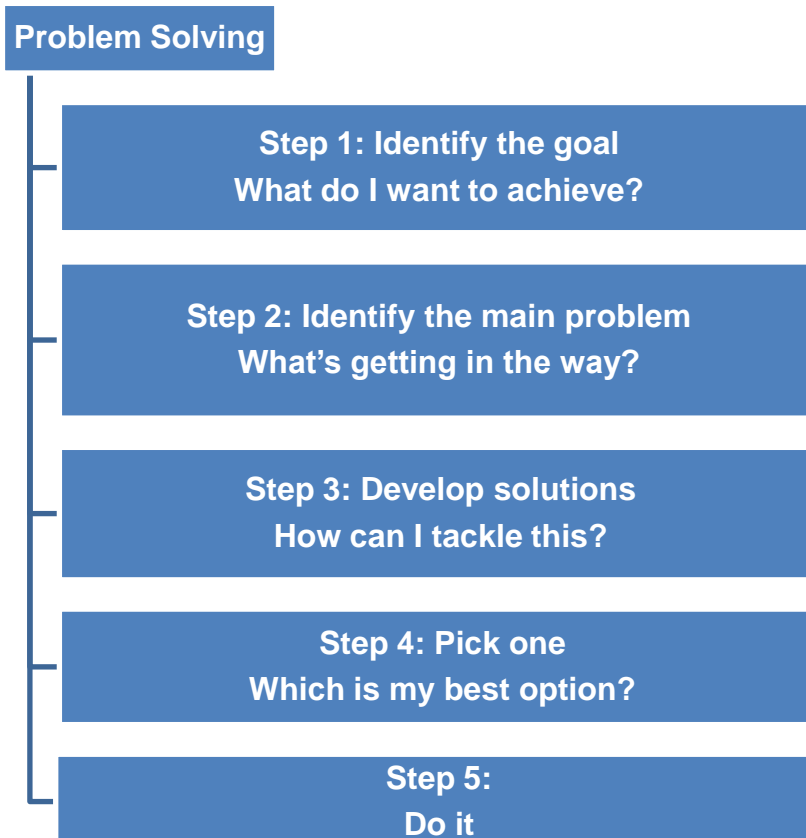 Problem Solving
Step 1: Identify the goal
What do I want to achieve?
Step 2: Identify the main problem
What’s getting in the way?
Step 3: Develop solutions
How can I tackle this?
Step 4: Pick one
Which is my best option?
Step 5:
Do it